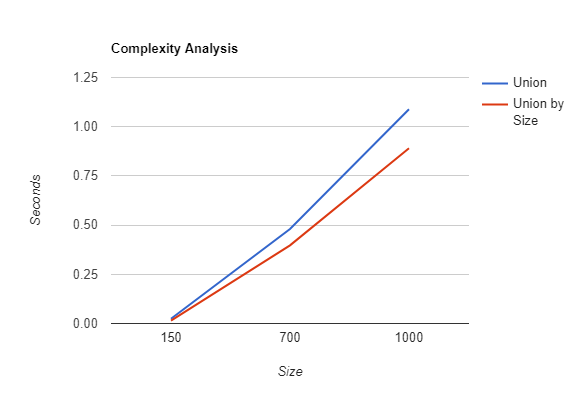 Complexity Analysis
1.25
1.00
0.75
0.50
0.25
0.00
Seconds
150 700 1000
Size
Union
Union by
Size